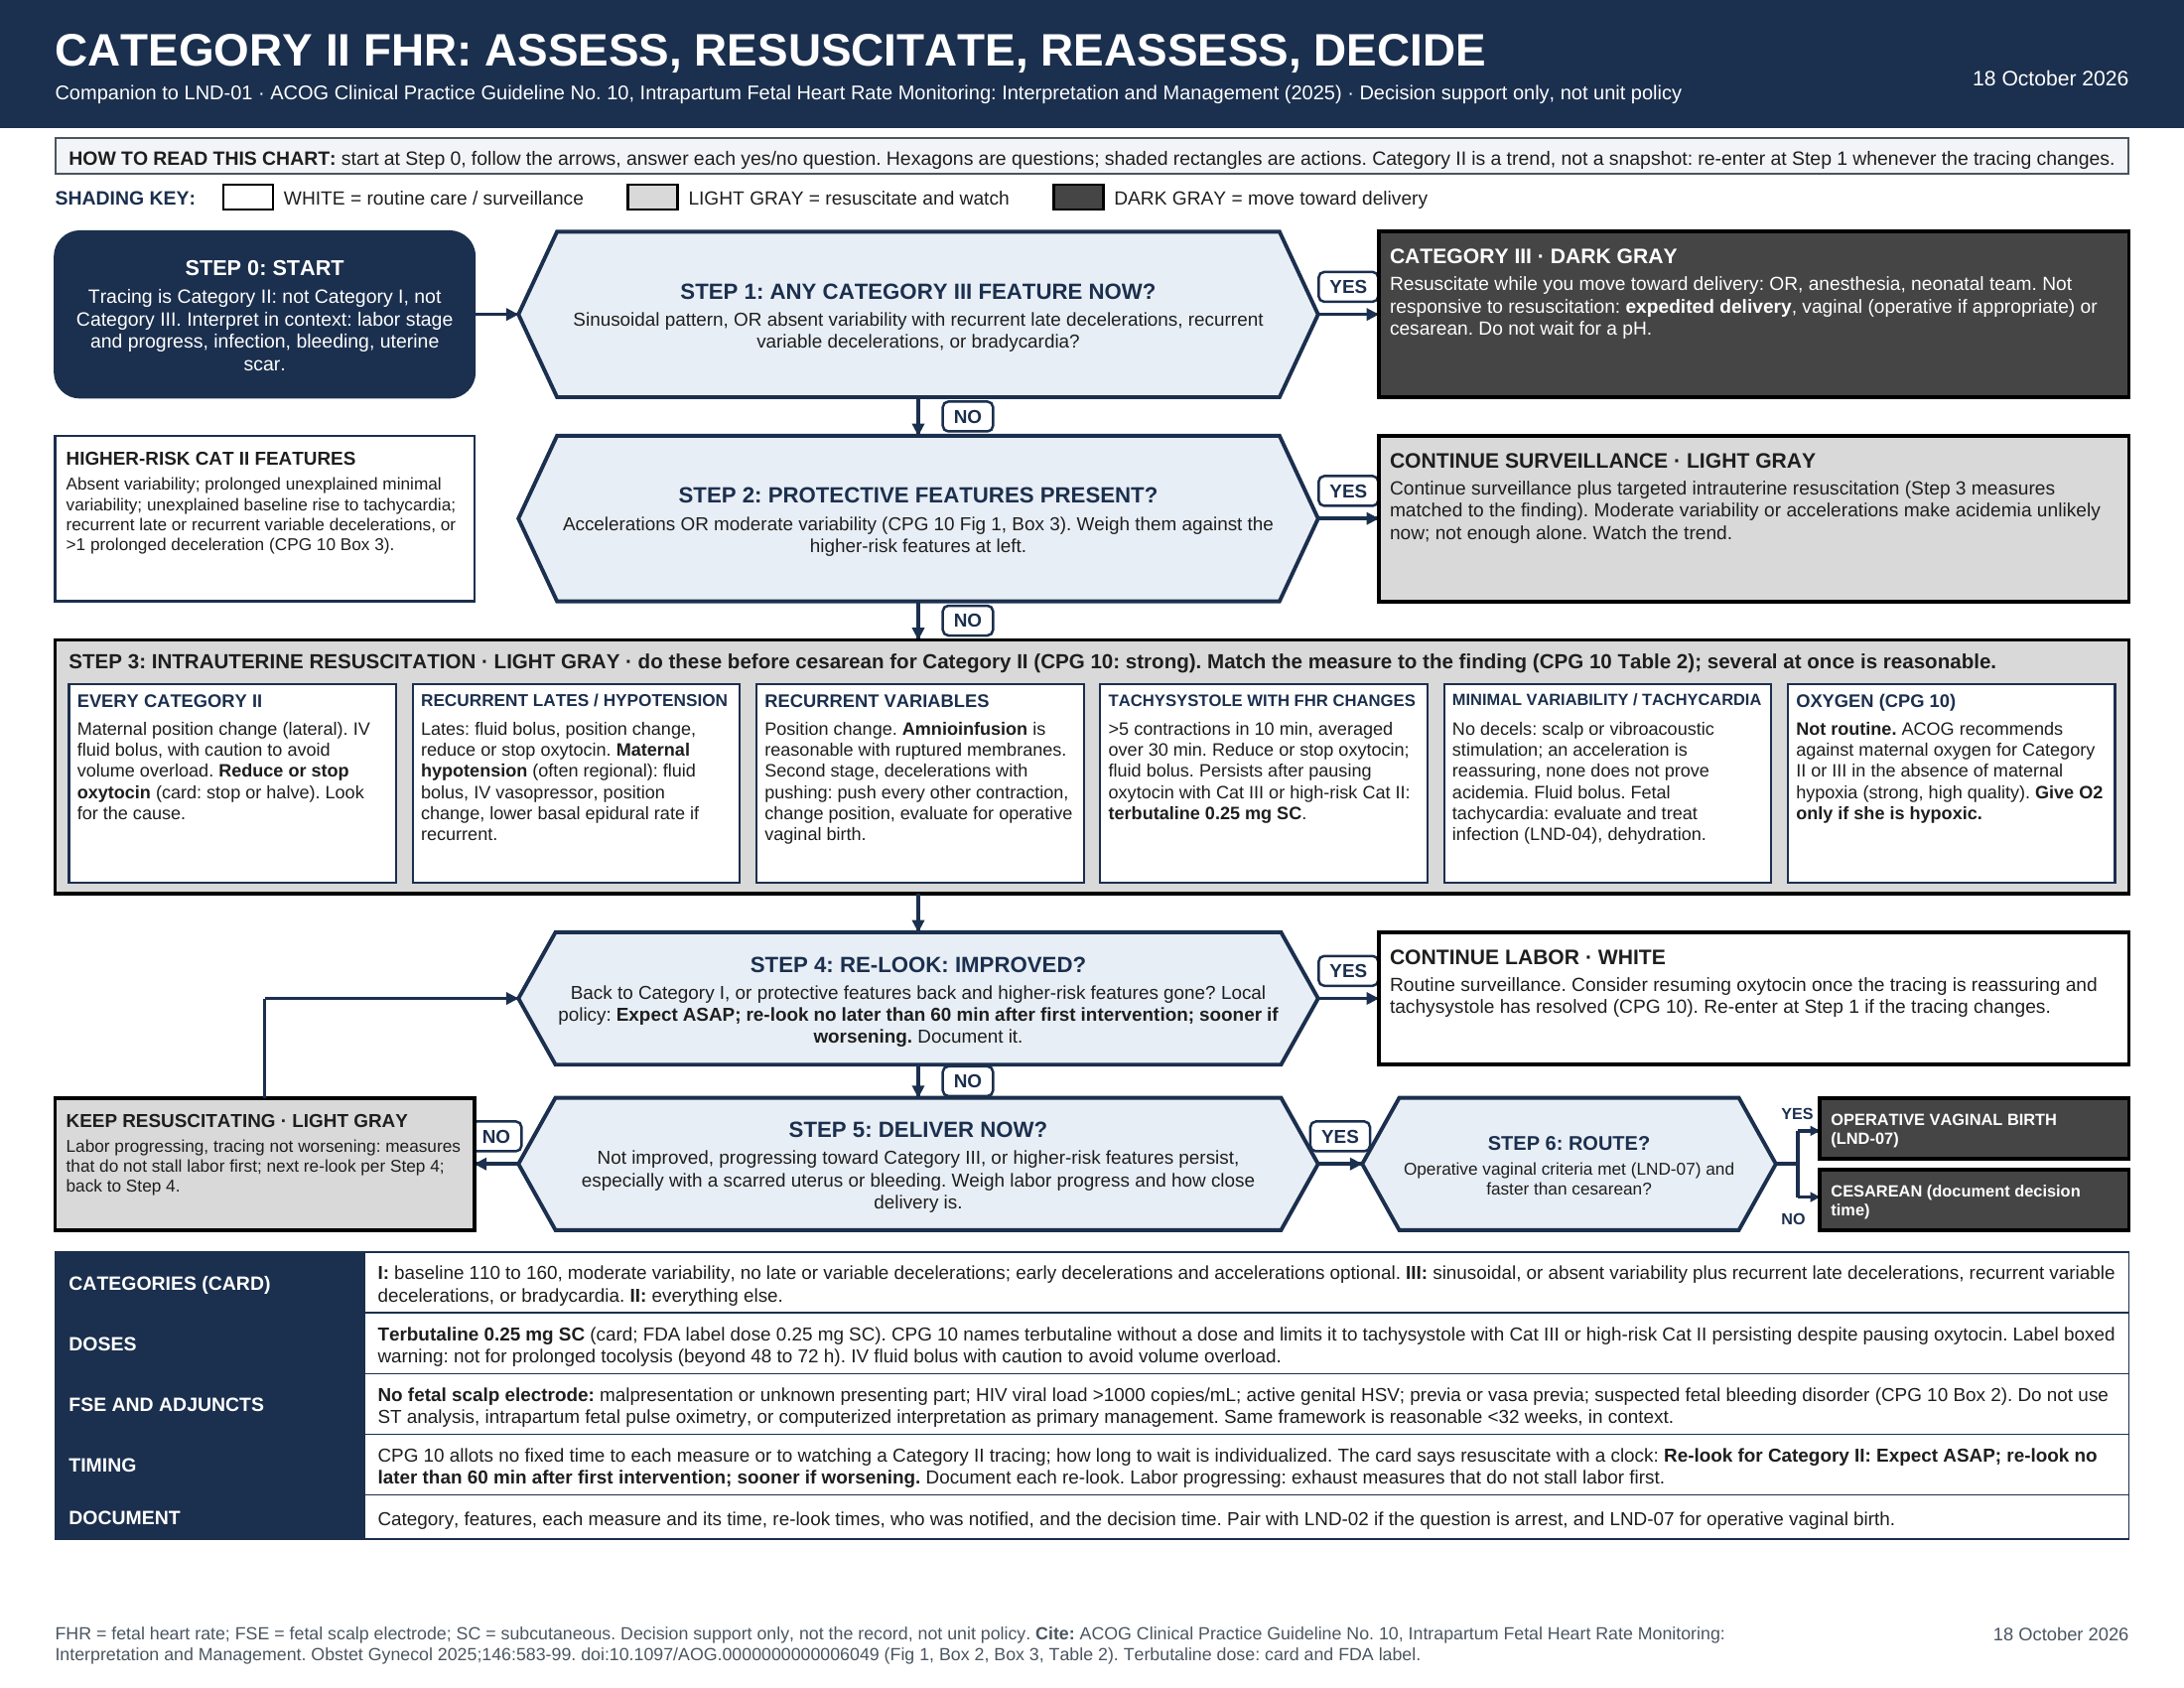 CATEGORY II FHR: ASSESS, RESUSCITATE, REASSESS, DECIDE
Companion to LND-01 · ACOG Clinical Practice Guideline No. 10, Intrapartum Fetal Heart Rate Monitoring: Interpretation and Management (2025) · Decision support only, not unit policy
18 October 2026
HOW TO READ THIS CHART: start at Step 0, follow the arrows, answer each yes/no question. Hexagons are questions; shaded rectangles are actions. Category II is a trend, not a snapshot: re-enter at Step 1 whenever the tracing changes.
SHADING KEY:
WHITE = routine care / surveillance
LIGHT GRAY = resuscitate and watch
DARK GRAY = move toward delivery
STEP 0: START
Tracing is Category II: not Category I, not
Category III. Interpret in context: labor stage
and progress, infection, bleeding, uterine
scar.
STEP 1: ANY CATEGORY III FEATURE NOW?
Sinusoidal pattern, OR absent variability with recurrent late decelerations, recurrent
variable decelerations, or bradycardia?
YES
CATEGORY III · DARK GRAY
Resuscitate while you move toward delivery: OR, anesthesia, neonatal team. Not
responsive to resuscitation: expedited delivery, vaginal (operative if appropriate) or
cesarean. Do not wait for a pH.
NO
HIGHER-RISK CAT II FEATURES
Absent variability; prolonged unexplained minimal
variability; unexplained baseline rise to tachycardia;
recurrent late or recurrent variable decelerations, or
>1 prolonged deceleration (CPG 10 Box 3).
STEP 2: PROTECTIVE FEATURES PRESENT?
Accelerations OR moderate variability (CPG 10 Fig 1, Box 3). Weigh them against the
higher-risk features at left.
YES
CONTINUE SURVEILLANCE · LIGHT GRAY
Continue surveillance plus targeted intrauterine resuscitation (Step 3 measures
matched to the finding). Moderate variability or accelerations make acidemia unlikely
now; not enough alone. Watch the trend.
NO
STEP 3: INTRAUTERINE RESUSCITATION · LIGHT GRAY · do these before cesarean for Category II (CPG 10: strong). Match the measure to the finding (CPG 10 Table 2); several at once is reasonable.
EVERY CATEGORY II
Maternal position change (lateral). IV
fluid bolus, with caution to avoid
volume overload. Reduce or stop
oxytocin (card: stop or halve). Look
for the cause.
RECURRENT LATES / HYPOTENSION
Lates: fluid bolus, position change,
reduce or stop oxytocin. Maternal
hypotension (often regional): fluid
bolus, IV vasopressor, position
change, lower basal epidural rate if
recurrent.
RECURRENT VARIABLES
Position change. Amnioinfusion is
reasonable with ruptured membranes.
Second stage, decelerations with
pushing: push every other contraction,
change position, evaluate for operative
vaginal birth.
TACHYSYSTOLE WITH FHR CHANGES
>5 contractions in 10 min, averaged
over 30 min. Reduce or stop oxytocin;
fluid bolus. Persists after pausing
oxytocin with Cat III or high-risk Cat II:
terbutaline 0.25 mg SC.
MINIMAL VARIABILITY / TACHYCARDIA
No decels: scalp or vibroacoustic
stimulation; an acceleration is
reassuring, none does not prove
acidemia. Fluid bolus. Fetal
tachycardia: evaluate and treat
infection (LND-04), dehydration.
OXYGEN (CPG 10)
Not routine. ACOG recommends
against maternal oxygen for Category
II or III in the absence of maternal
hypoxia (strong, high quality). Give O2
only if she is hypoxic.
STEP 4: RE-LOOK: IMPROVED?
Back to Category I, or protective features back and higher-risk features gone? Local
policy: Expect ASAP; re-look no later than 60 min after first intervention; sooner if
worsening. Document it.
YES
CONTINUE LABOR · WHITE
Routine surveillance. Consider resuming oxytocin once the tracing is reassuring and
tachysystole has resolved (CPG 10). Re-enter at Step 1 if the tracing changes.
NO
KEEP RESUSCITATING · LIGHT GRAY
Labor progressing, tracing not worsening: measures
that do not stall labor first; next re-look per Step 4;
back to Step 4.
NO
STEP 5: DELIVER NOW?
Not improved, progressing toward Category III, or higher-risk features persist,
especially with a scarred uterus or bleeding. Weigh labor progress and how close
delivery is.
YES
STEP 6: ROUTE?
Operative vaginal criteria met (LND-07) and
faster than cesarean?
YES
OPERATIVE VAGINAL BIRTH
(LND-07)
NO
CESAREAN (document decision
time)
CATEGORIES (CARD)
I: baseline 110 to 160, moderate variability, no late or variable decelerations; early decelerations and accelerations optional. III: sinusoidal, or absent variability plus recurrent late decelerations, recurrent variable
decelerations, or bradycardia. II: everything else.
DOSES
Terbutaline 0.25 mg SC (card; FDA label dose 0.25 mg SC). CPG 10 names terbutaline without a dose and limits it to tachysystole with Cat III or high-risk Cat II persisting despite pausing oxytocin. Label boxed
warning: not for prolonged tocolysis (beyond 48 to 72 h). IV fluid bolus with caution to avoid volume overload.
FSE AND ADJUNCTS
No fetal scalp electrode: malpresentation or unknown presenting part; HIV viral load >1000 copies/mL; active genital HSV; previa or vasa previa; suspected fetal bleeding disorder (CPG 10 Box 2). Do not use
ST analysis, intrapartum fetal pulse oximetry, or computerized interpretation as primary management. Same framework is reasonable <32 weeks, in context.
TIMING
CPG 10 allots no fixed time to each measure or to watching a Category II tracing; how long to wait is individualized. The card says resuscitate with a clock: Re-look for Category II: Expect ASAP; re-look no
later than 60 min after first intervention; sooner if worsening. Document each re-look. Labor progressing: exhaust measures that do not stall labor first.
DOCUMENT
Category, features, each measure and its time, re-look times, who was notified, and the decision time. Pair with LND-02 if the question is arrest, and LND-07 for operative vaginal birth.
FHR = fetal heart rate; FSE = fetal scalp electrode; SC = subcutaneous. Decision support only, not the record, not unit policy. Cite: ACOG Clinical Practice Guideline No. 10, Intrapartum Fetal Heart Rate Monitoring:
Interpretation and Management. Obstet Gynecol 2025;146:583-99. doi:10.1097/AOG.0000000000006049 (Fig 1, Box 2, Box 3, Table 2). Terbutaline dose: card and FDA label.
18 October 2026